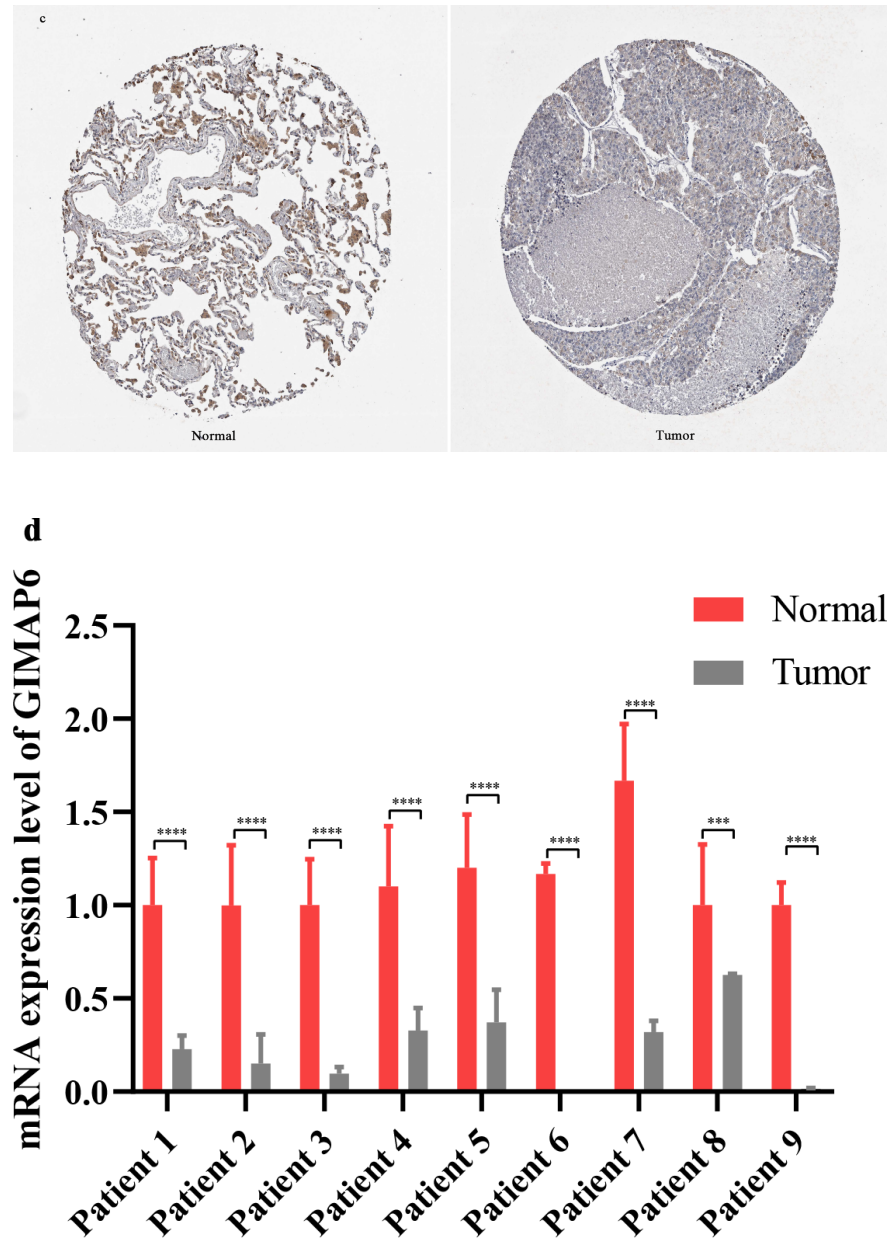 c
Normal
Tumor
d
mRNA expression level of GIMAP6
Normal
Tumor
2.5
2.0
1.5
1.0
0.5
0.0
****
****
****
****
****
****
****
***
****
Patient 1
Patient 2
Patient 3
Patient 4
Patient 5
Patient 6
Patient 7
Patient 8
Patient 9